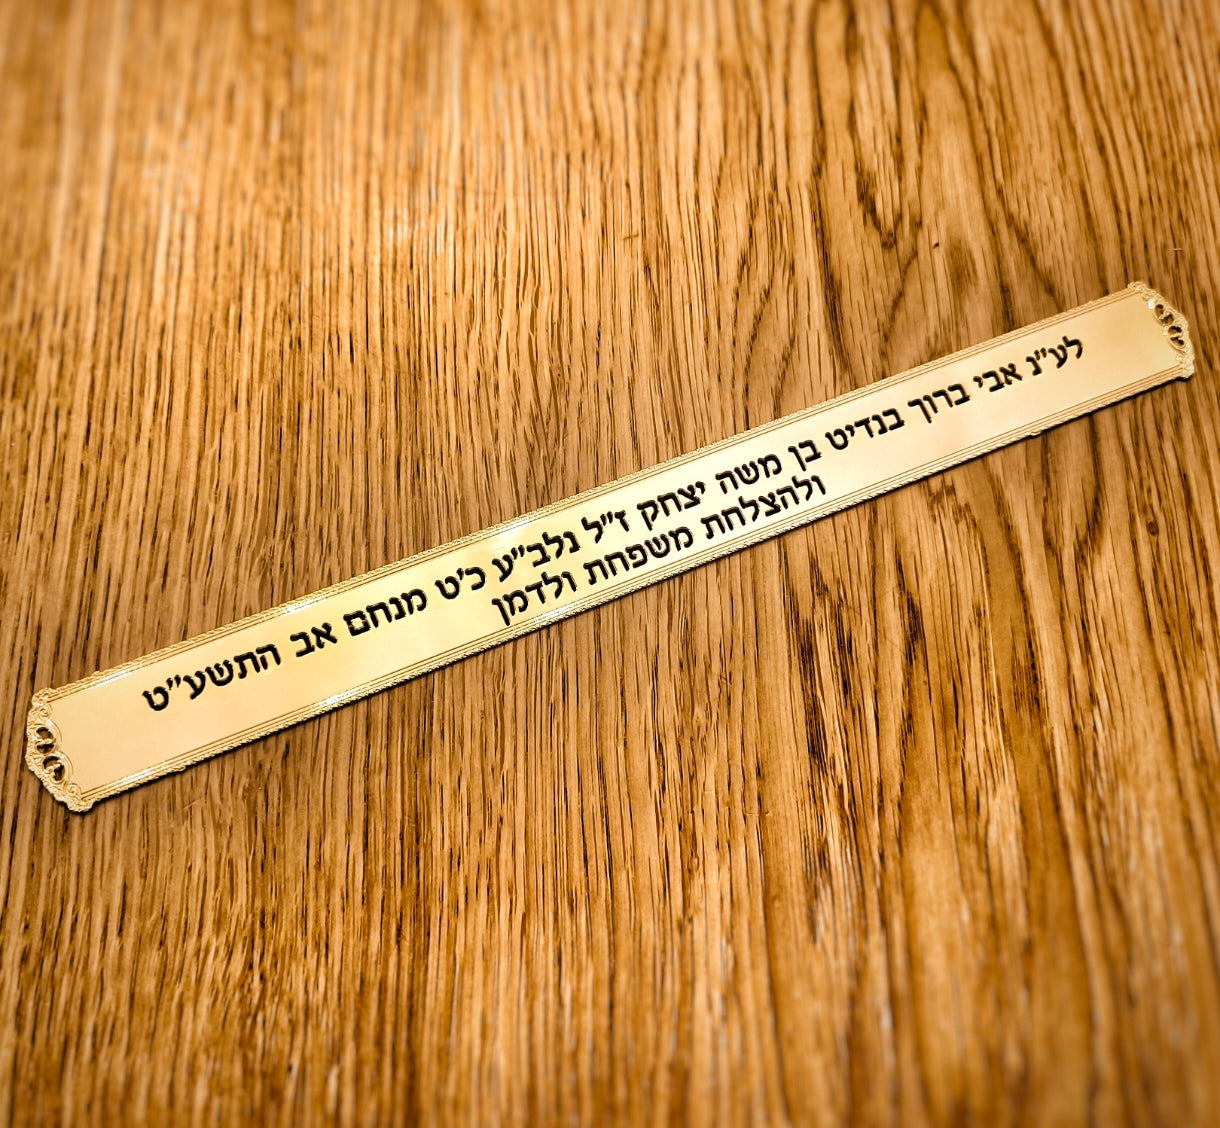 לע"נ אבי ברוך בנדיט בן משה יצחק ז"ל נלב"ע כ'ט מנחם אב התשע"ט
ולהצלחת משפחת ולדמן